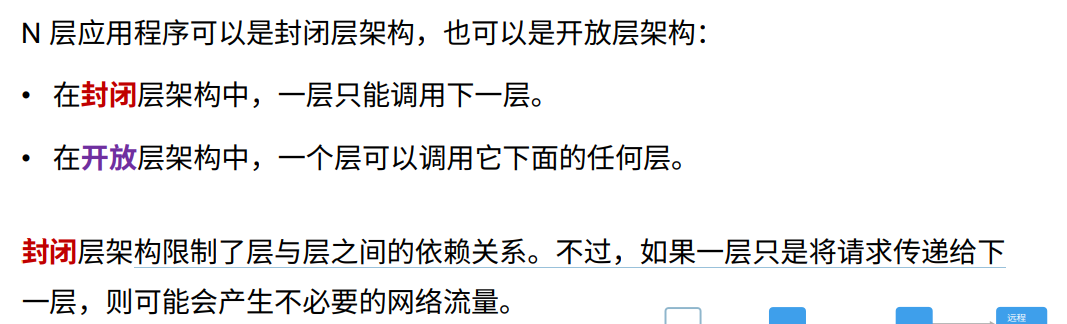 N 层应用程序可以是封闭层架构，也可以是开放层架构：
• 在封闭层架构中，一层只能调用下一层。
• 在开放层架构中，一个层可以调用它下面的任何层。
封闭层架构限制了层与层之间的依赖关系。不过，如果一层只是将请求传递给下
一层，则可能会产生不必要的网络流量。
远程